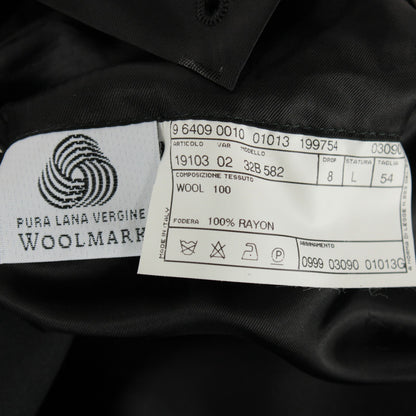 PURA LANA VERGINE
WOOLMARK
9 6409 0010 01013 199754 03090
ARTICOLO VAR MODELLO DROP STATURA TAGLIA
19103 02 32B 582 8 L 54
COMPOSIZIONE TESSUTO
WOOL 100
FODERA 100% RAYON
ABBINAMENTO
0999 03090 01013G
MADE IN ITALY